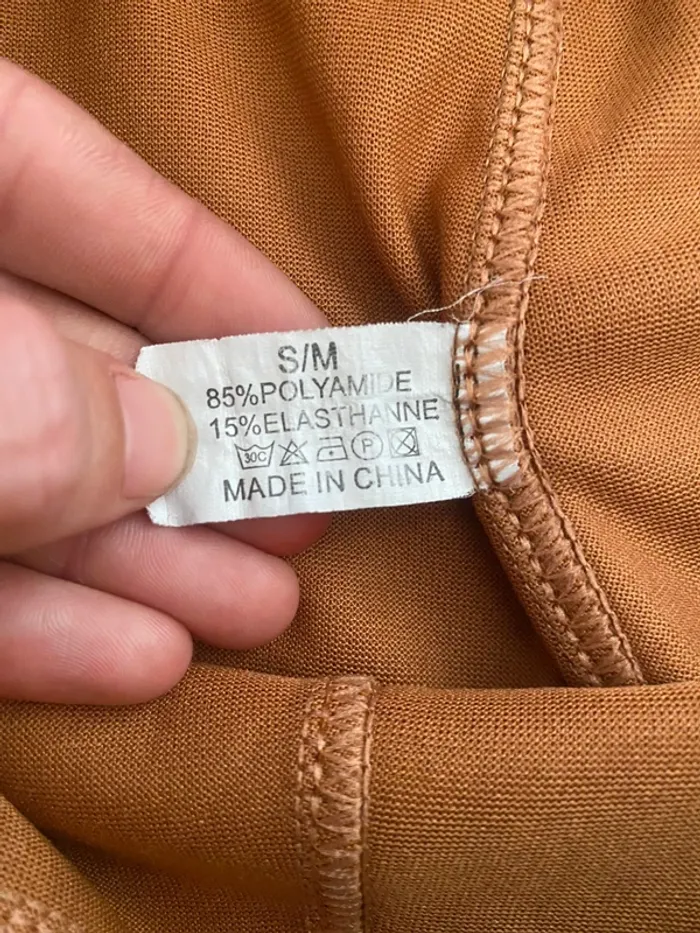 S/M
85%POLYAMIDE
15%ELASTHANNE
30C P
MADE IN CHINA